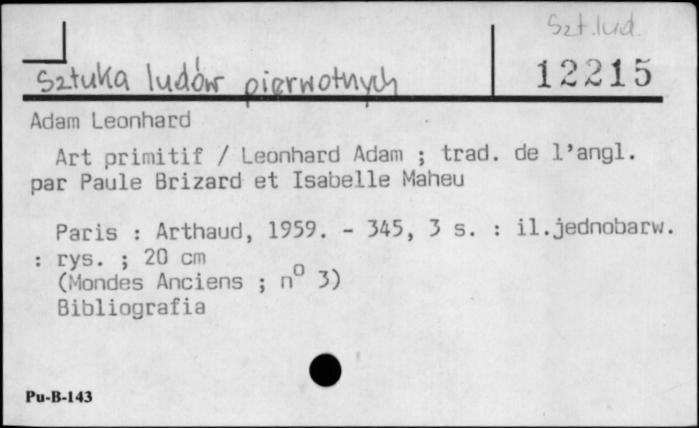 Szt.lud.
Sztuka ludów pierwotnych
12215
Adam Leonhard
Art primitif / Leonhard Adam ; trad. de l'angl.
par Paule Brizard et Isabelle Maheu
Paris : Arthaud, 1959. - 345, 3 s. : il.jednobarw.
: rys. ; 20 cm
(Mondes Anciens ; nº 3)
Bibliografia
Pu-B-143